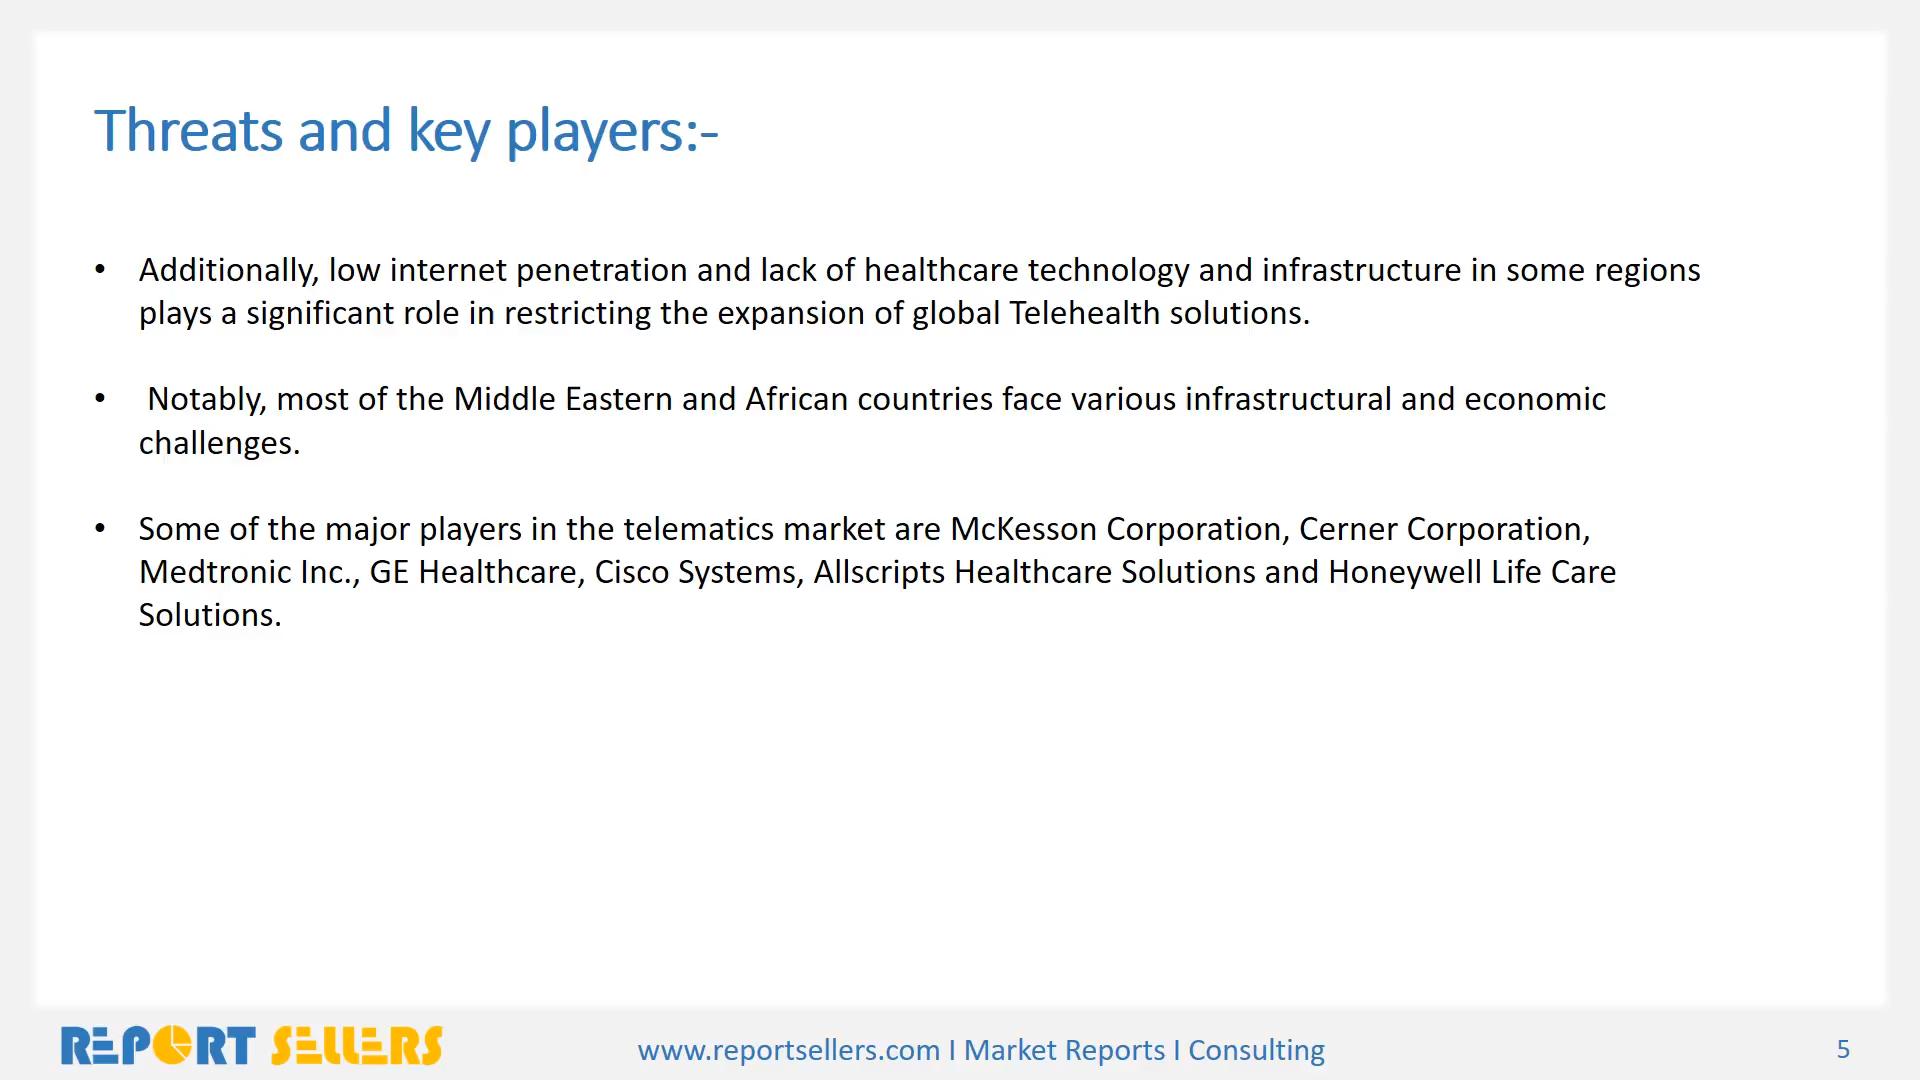 Threats and key players:-
• Additionally, low internet penetration and lack of healthcare technology and infrastructure in some regions
plays a significant role in restricting the expansion of global Telehealth solutions.
• Notably, most of the Middle Eastern and African countries face various infrastructural and economic
challenges.
• Some of the major players in the telematics market are McKesson Corporation, Cerner Corporation,
Medtronic Inc., GE Healthcare, Cisco Systems, Allscripts Healthcare Solutions and Honeywell Life Care
Solutions.
REPORT SELLERS
www.reportsellers.com I Market Reports I Consulting
5